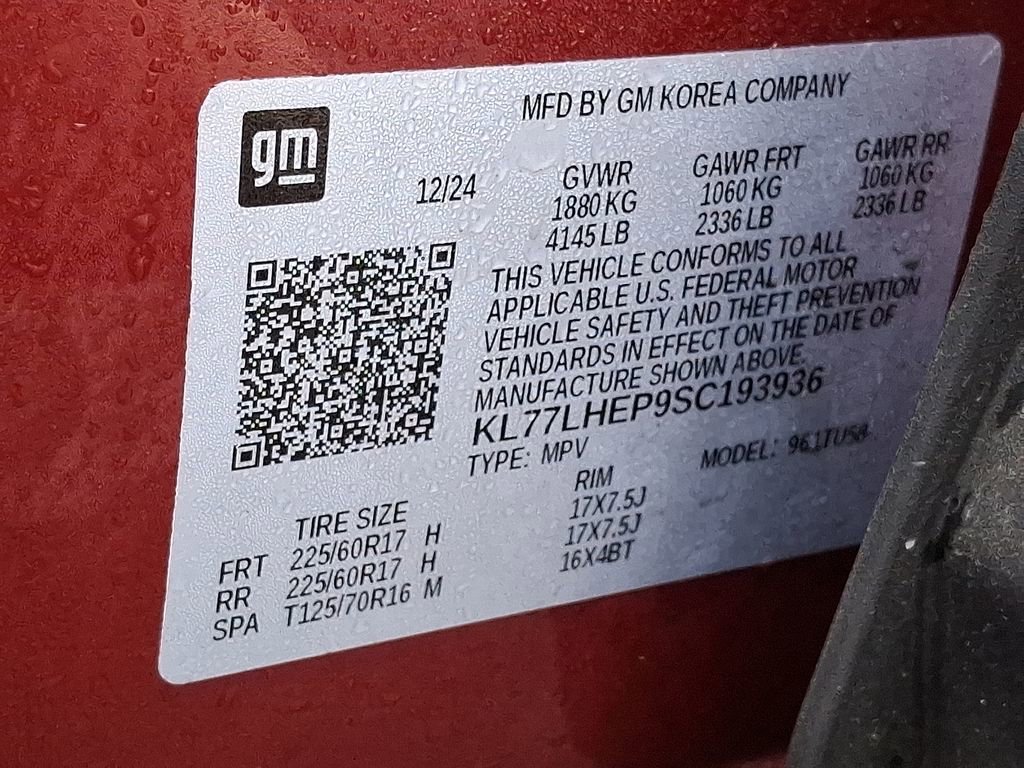 gm
MFD BY GM KOREA COMPANY
12/24
GVWR
1880 KG
4145 LB
GAWR FRT
1060 KG
2336 LB
GAWR RR
1060 KG
2336 LB
THIS VEHICLE CONFORMS TO ALL
APPLICABLE U.S. FEDERAL MOTOR
VEHICLE SAFETY AND THEFT PREVENTION
STANDARDS IN EFFECT ON THE DATE OF
MANUFACTURE SHOWN ABOVE.
KL77LHEP9SC193936
TYPE: MPV
MODEL:
TIRE SIZE RIM
FRT 225/60R17 H 17X7.5J
RR 225/60R17 H 17X7.5J
SPA T125/70R16 M 16X4BT